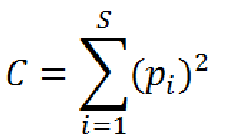 C = \sum_{i=1}^{S} (p_i)^2